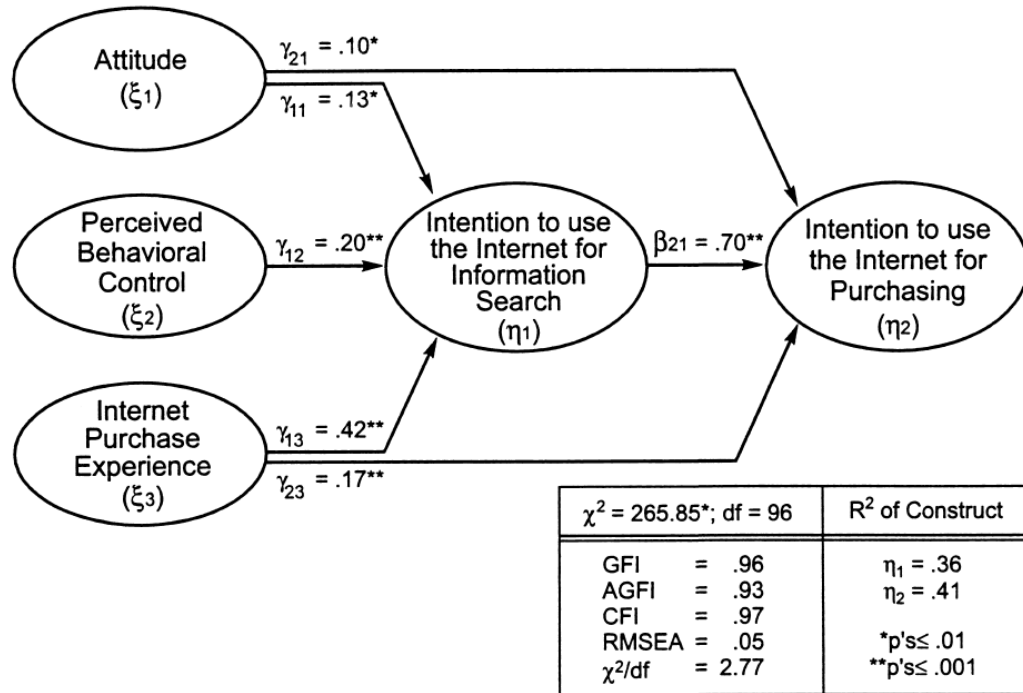 Attitude
(ξ1)
γ21 = .10*
γ11 = .13*
Perceived
Behavioral
Control
(ξ2)
γ12 = .20**
Intention to use
the Internet for
Information
Search
(η1)
β21 = .70**
Intention to use
the Internet for
Purchasing
(η2)
Internet
Purchase
Experience
(ξ3)
γ13 = .42**
γ23 = .17**
χ² = 265.85*; df = 96
R² of Construct
GFI = .96
AGFI = .93
CFI = .97
RMSEA = .05
χ²/df = 2.77
η1 = .36
η2 = .41
*p's≤ .01
**p's≤ .001